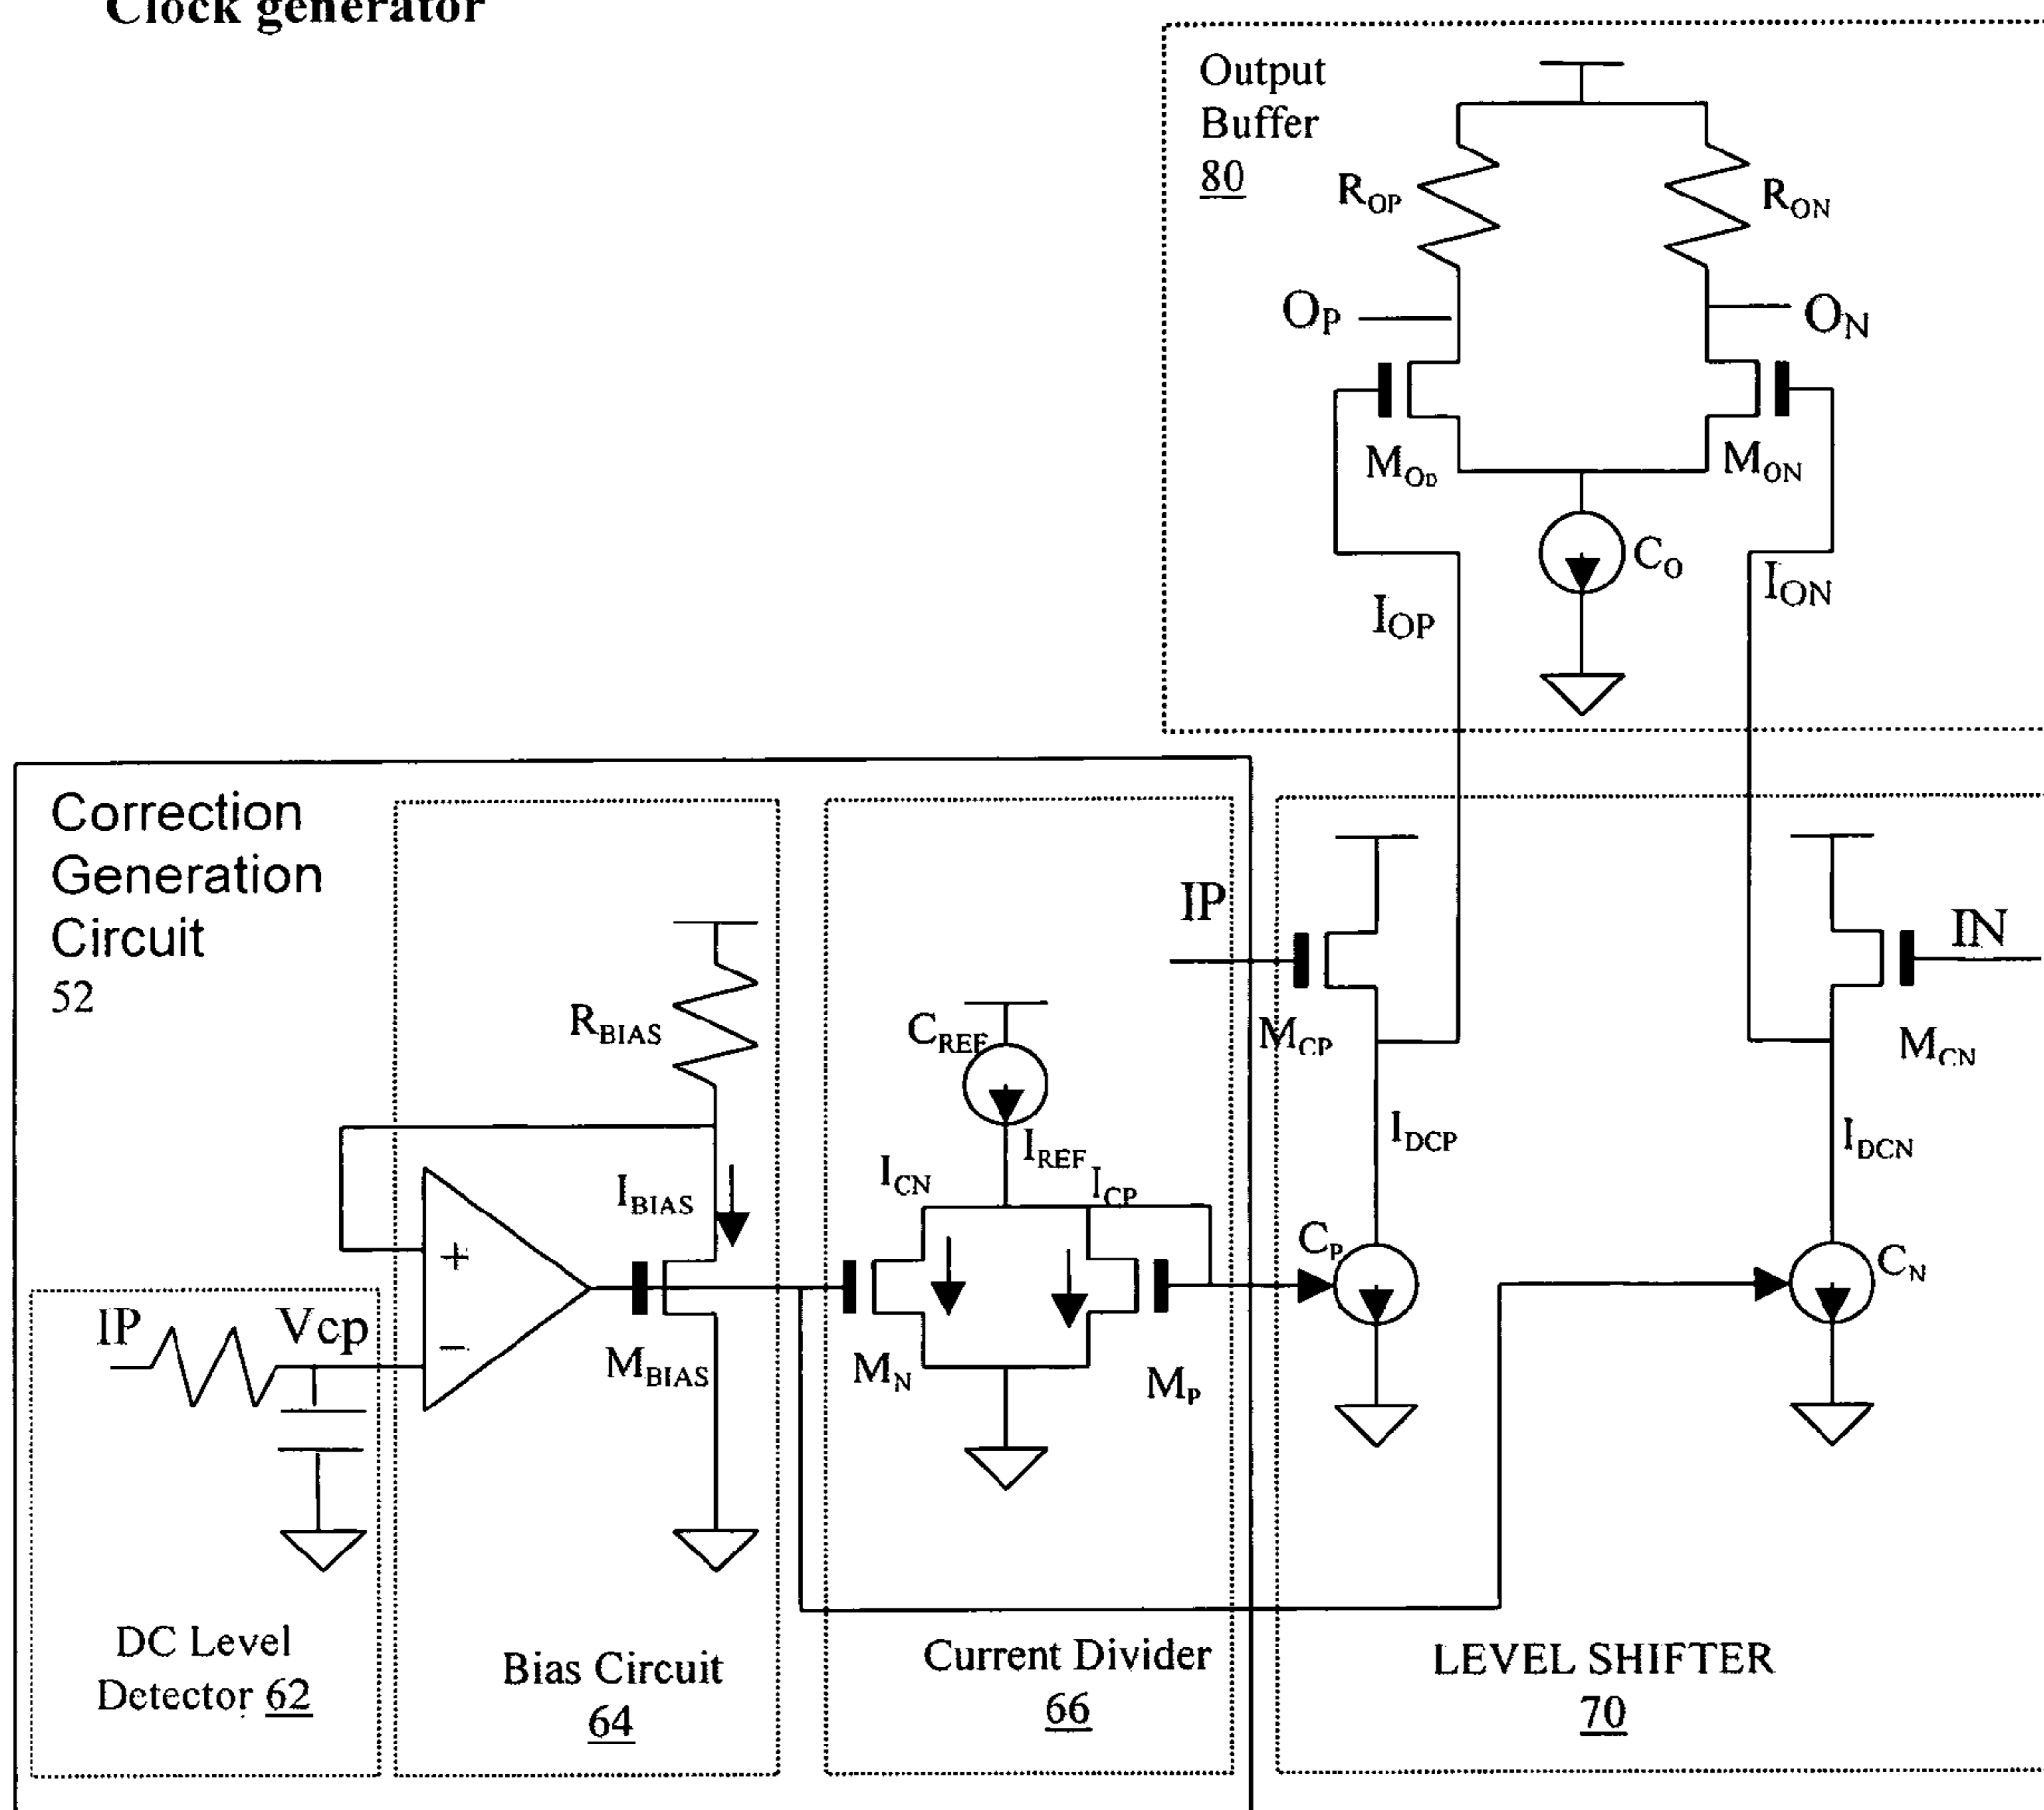 Clock generator
Output
Buffer
80
R_OP
R_ON
O_P
O_N
M_OD
M_ON
C_O
I_OP
I_ON
Correction
Generation
Circuit
52
IP
IN
R_BIAS
C_REF
M_CP
M_CN
I_REF
I_DCP
I_DCN
I_CN
I_CP
I_BIAS
C_P
C_N
+
IP
Vcp
−
M_BIAS
M_N
M_P
DC Level
Detector 62
Bias Circuit
64
Current Divider
66
LEVEL SHIFTER
70